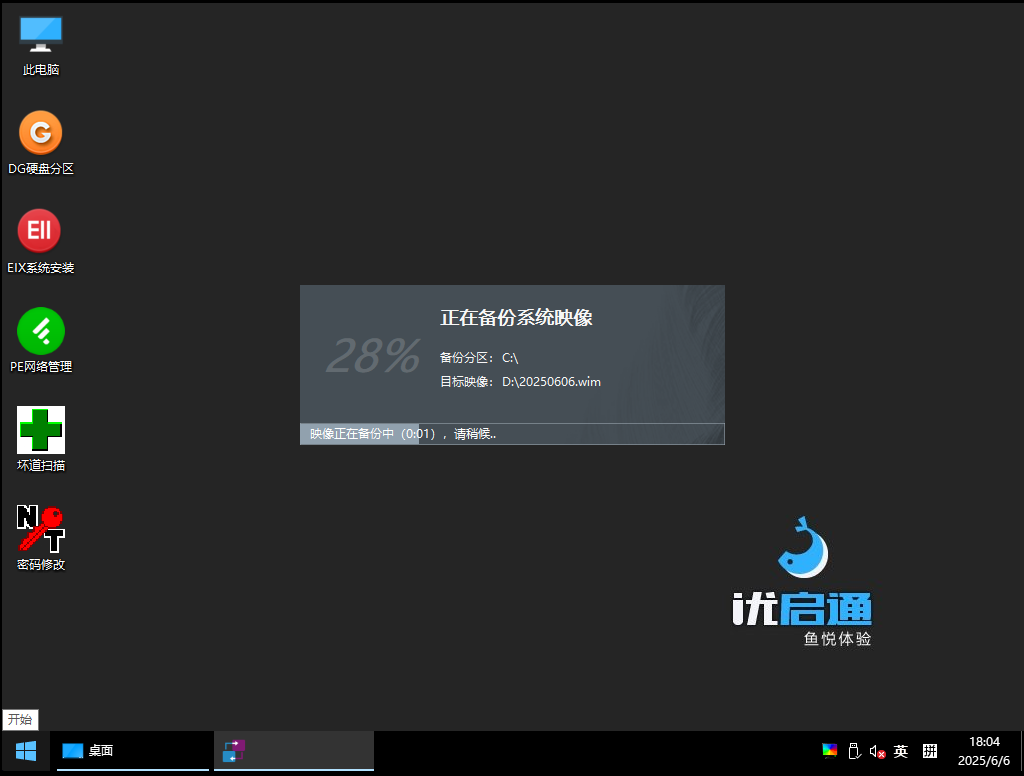 此电脑
G
DG硬盘分区
EII
EIX系统安装
PE网络管理
坏道扫描
N
T
密码修改
28%
正在备份系统映像
备份分区： C:\
目标映像： D:\20250606.wim
映像正在备份中（0:01），请稍候..
优启通
鱼悦体验
开始
桌面
英
拼
18:04
2025/6/6